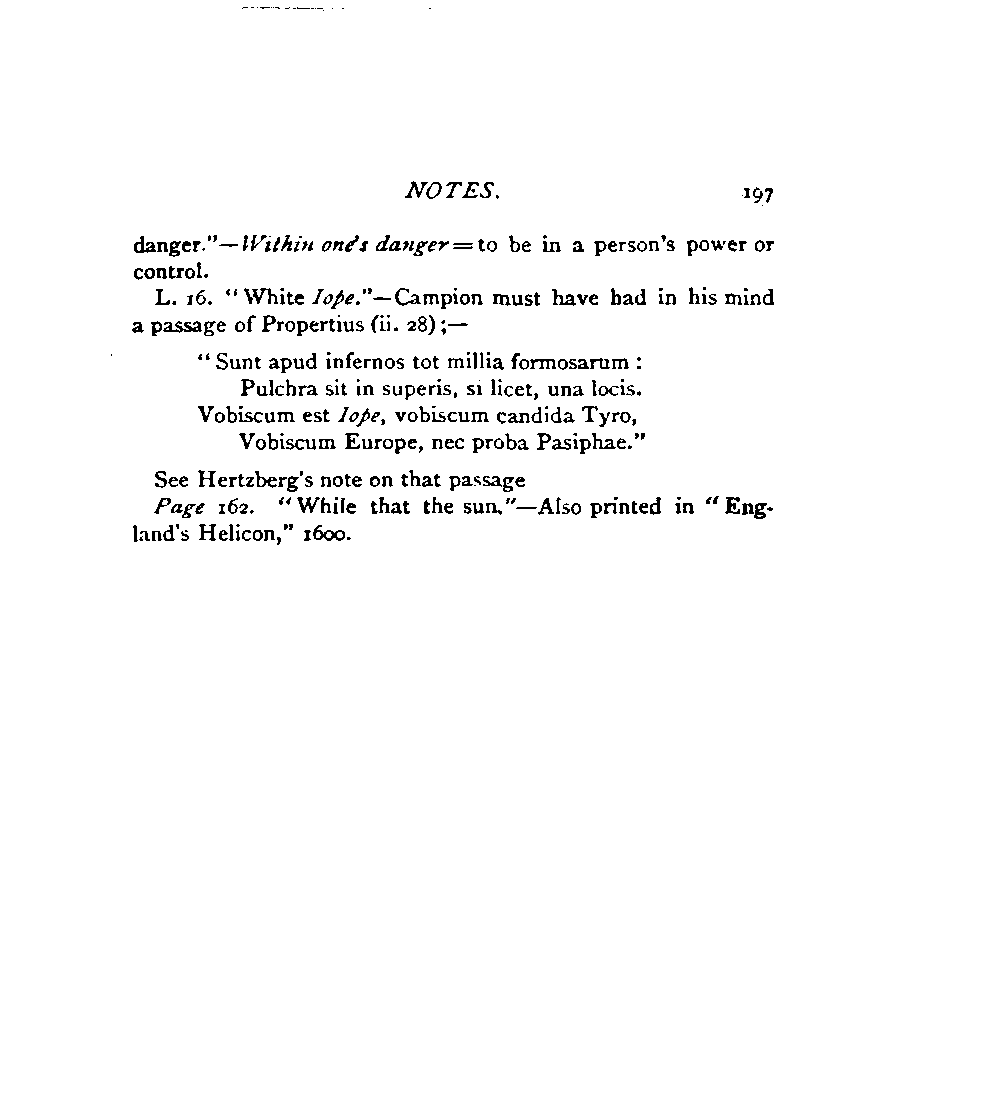 NOTES. 197
danger."—Within one's danger = to be in a person's power or
control.
L. 16. "White Iope."—Campion must have had in his mind
a passage of Propertius (ii. 28);—
"Sunt apud infernos tot millia formosarum:
Pulchra sit in superis, si licet, una locis.
Vobiscum est Iope, vobiscum candida Tyro,
Vobiscum Europe, nec proba Pasiphae."
See Hertzberg's note on that passage
Page 162. "While that the sun."—Also printed in "Eng-
land's Helicon," 1600.